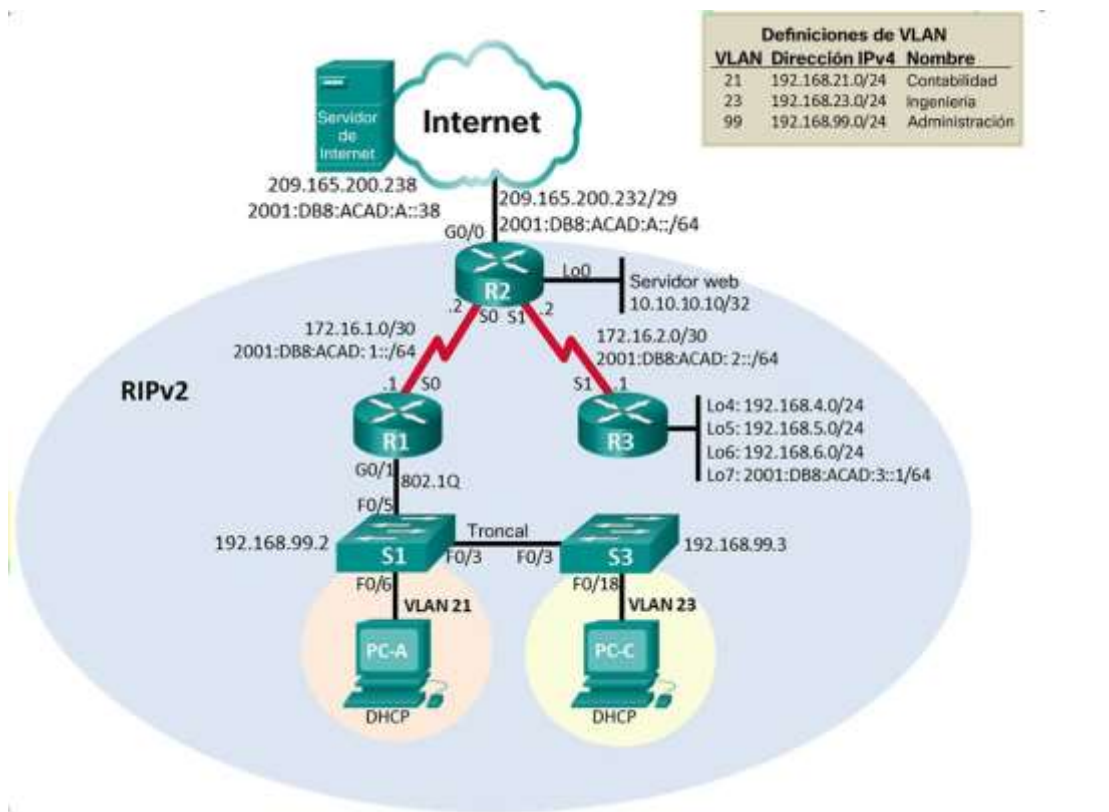 Definiciones de VLAN
VLAN Dirección IPv4 Nombre
21 192.168.21.0/24 Contabilidad
23 192.168.23.0/24 Ingeniería
99 192.168.99.0/24 Administración
Servidor
de
Internet
Internet
209.165.200.238
2001:DB8:ACAD:A::38
209.165.200.232/29
2001:DB8:ACAD:A::/64
G0/0
R2
Lo0
Servidor web
10.10.10.10/32
.2
S0
S1
.2
172.16.1.0/30
2001:DB8:ACAD: 1::/64
172.16.2.0/30
2001:DB8:ACAD: 2::/64
RIPv2
.1
S0
S1
.1
R1
R3
Lo4: 192.168.4.0/24
Lo5: 192.168.5.0/24
Lo6: 192.168.6.0/24
Lo7: 2001:DB8:ACAD:3::1/64
G0/1
802.1Q
F0/5
192.168.99.2
S1
Troncal
F0/3
F0/3
S3
192.168.99.3
F0/6
VLAN 21
F0/18
VLAN 23
PC-A
PC-C
DHCP
DHCP